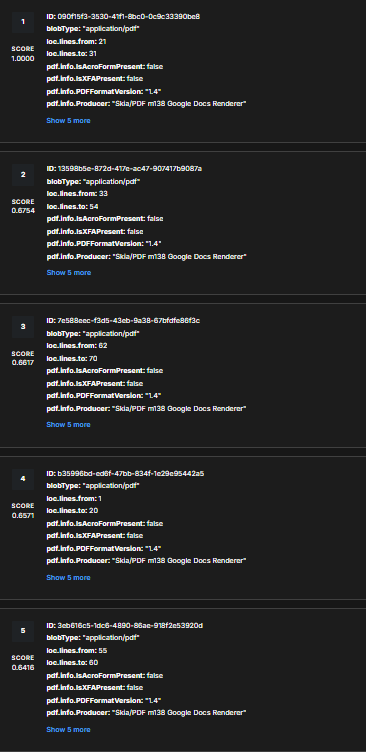 1
SCORE
1.0000
ID: 090f15f3-3530-41f1-8bc0-0c9c33390be8
blobType: "application/pdf"
loc.lines.from: 21
loc.lines.to: 31
pdf.info.IsAcroFormPresent: false
pdf.info.IsXFAPresent: false
pdf.info.PDFFormatVersion: "1.4"
pdf.info.Producer: "Skia/PDF m138 Google Docs Renderer"
Show 5 more
2
SCORE
0.6754
ID: 13598b5e-872d-417e-ac47-907417b9087a
blobType: "application/pdf"
loc.lines.from: 33
loc.lines.to: 54
pdf.info.IsAcroFormPresent: false
pdf.info.IsXFAPresent: false
pdf.info.PDFFormatVersion: "1.4"
pdf.info.Producer: "Skia/PDF m138 Google Docs Renderer"
Show 5 more
3
SCORE
0.6617
ID: 7e588eec-f3d5-43eb-9a38-67bfdfe86f3c
blobType: "application/pdf"
loc.lines.from: 62
loc.lines.to: 70
pdf.info.IsAcroFormPresent: false
pdf.info.IsXFAPresent: false
pdf.info.PDFFormatVersion: "1.4"
pdf.info.Producer: "Skia/PDF m138 Google Docs Renderer"
Show 5 more
4
SCORE
0.6571
ID: b35996bd-ed6f-47bb-834f-1e29e95442a5
blobType: "application/pdf"
loc.lines.from: 1
loc.lines.to: 20
pdf.info.IsAcroFormPresent: false
pdf.info.IsXFAPresent: false
pdf.info.PDFFormatVersion: "1.4"
pdf.info.Producer: "Skia/PDF m138 Google Docs Renderer"
Show 5 more
5
SCORE
0.6416
ID: 3eb616c5-1dc6-4890-86ae-918f2e53920d
blobType: "application/pdf"
loc.lines.from: 55
loc.lines.to: 60
pdf.info.IsAcroFormPresent: false
pdf.info.IsXFAPresent: false
pdf.info.PDFFormatVersion: "1.4"
pdf.info.Producer: "Skia/PDF m138 Google Docs Renderer"
Show 5 more